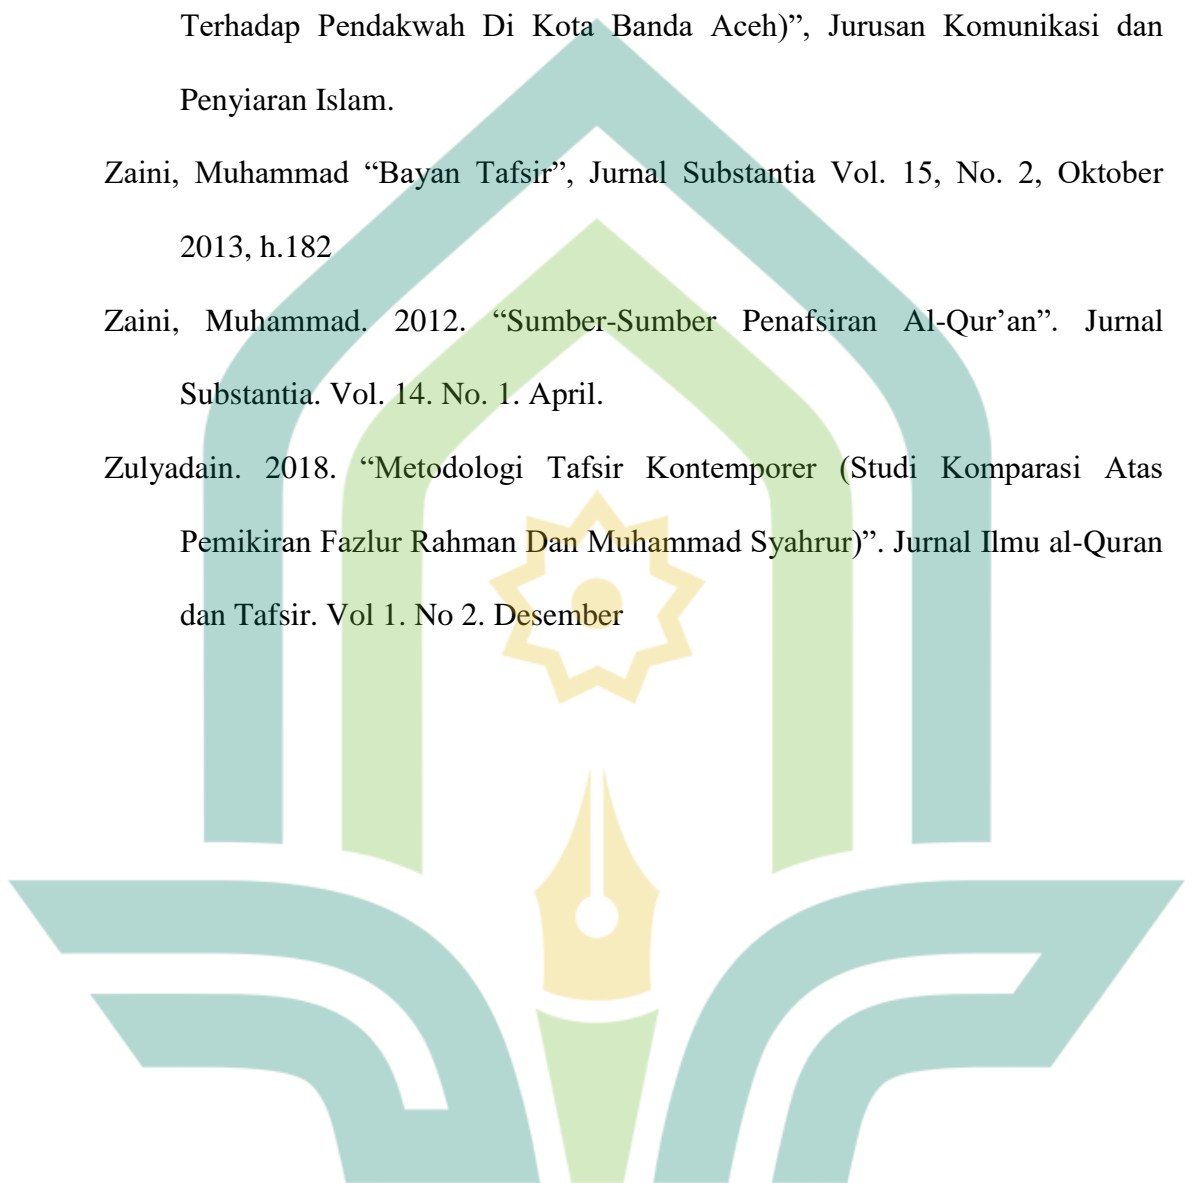 Terhadap Pendakwah Di Kota Banda Aceh)”, Jurusan Komunikasi dan
Penyiaran Islam.
Zaini, Muhammad “Bayan Tafsir”, Jurnal Substantia Vol. 15, No. 2, Oktober
2013, h.182
Zaini, Muhammad. 2012. “Sumber-Sumber Penafsiran Al-Qur’an”. Jurnal
Substantia. Vol. 14. No. 1. April.
Zulyadain. 2018. “Metodologi Tafsir Kontemporer (Studi Komparasi Atas
Pemikiran Fazlur Rahman Dan Muhammad Syahrur)”. Jurnal Ilmu al-Quran
dan Tafsir. Vol 1. No 2. Desember